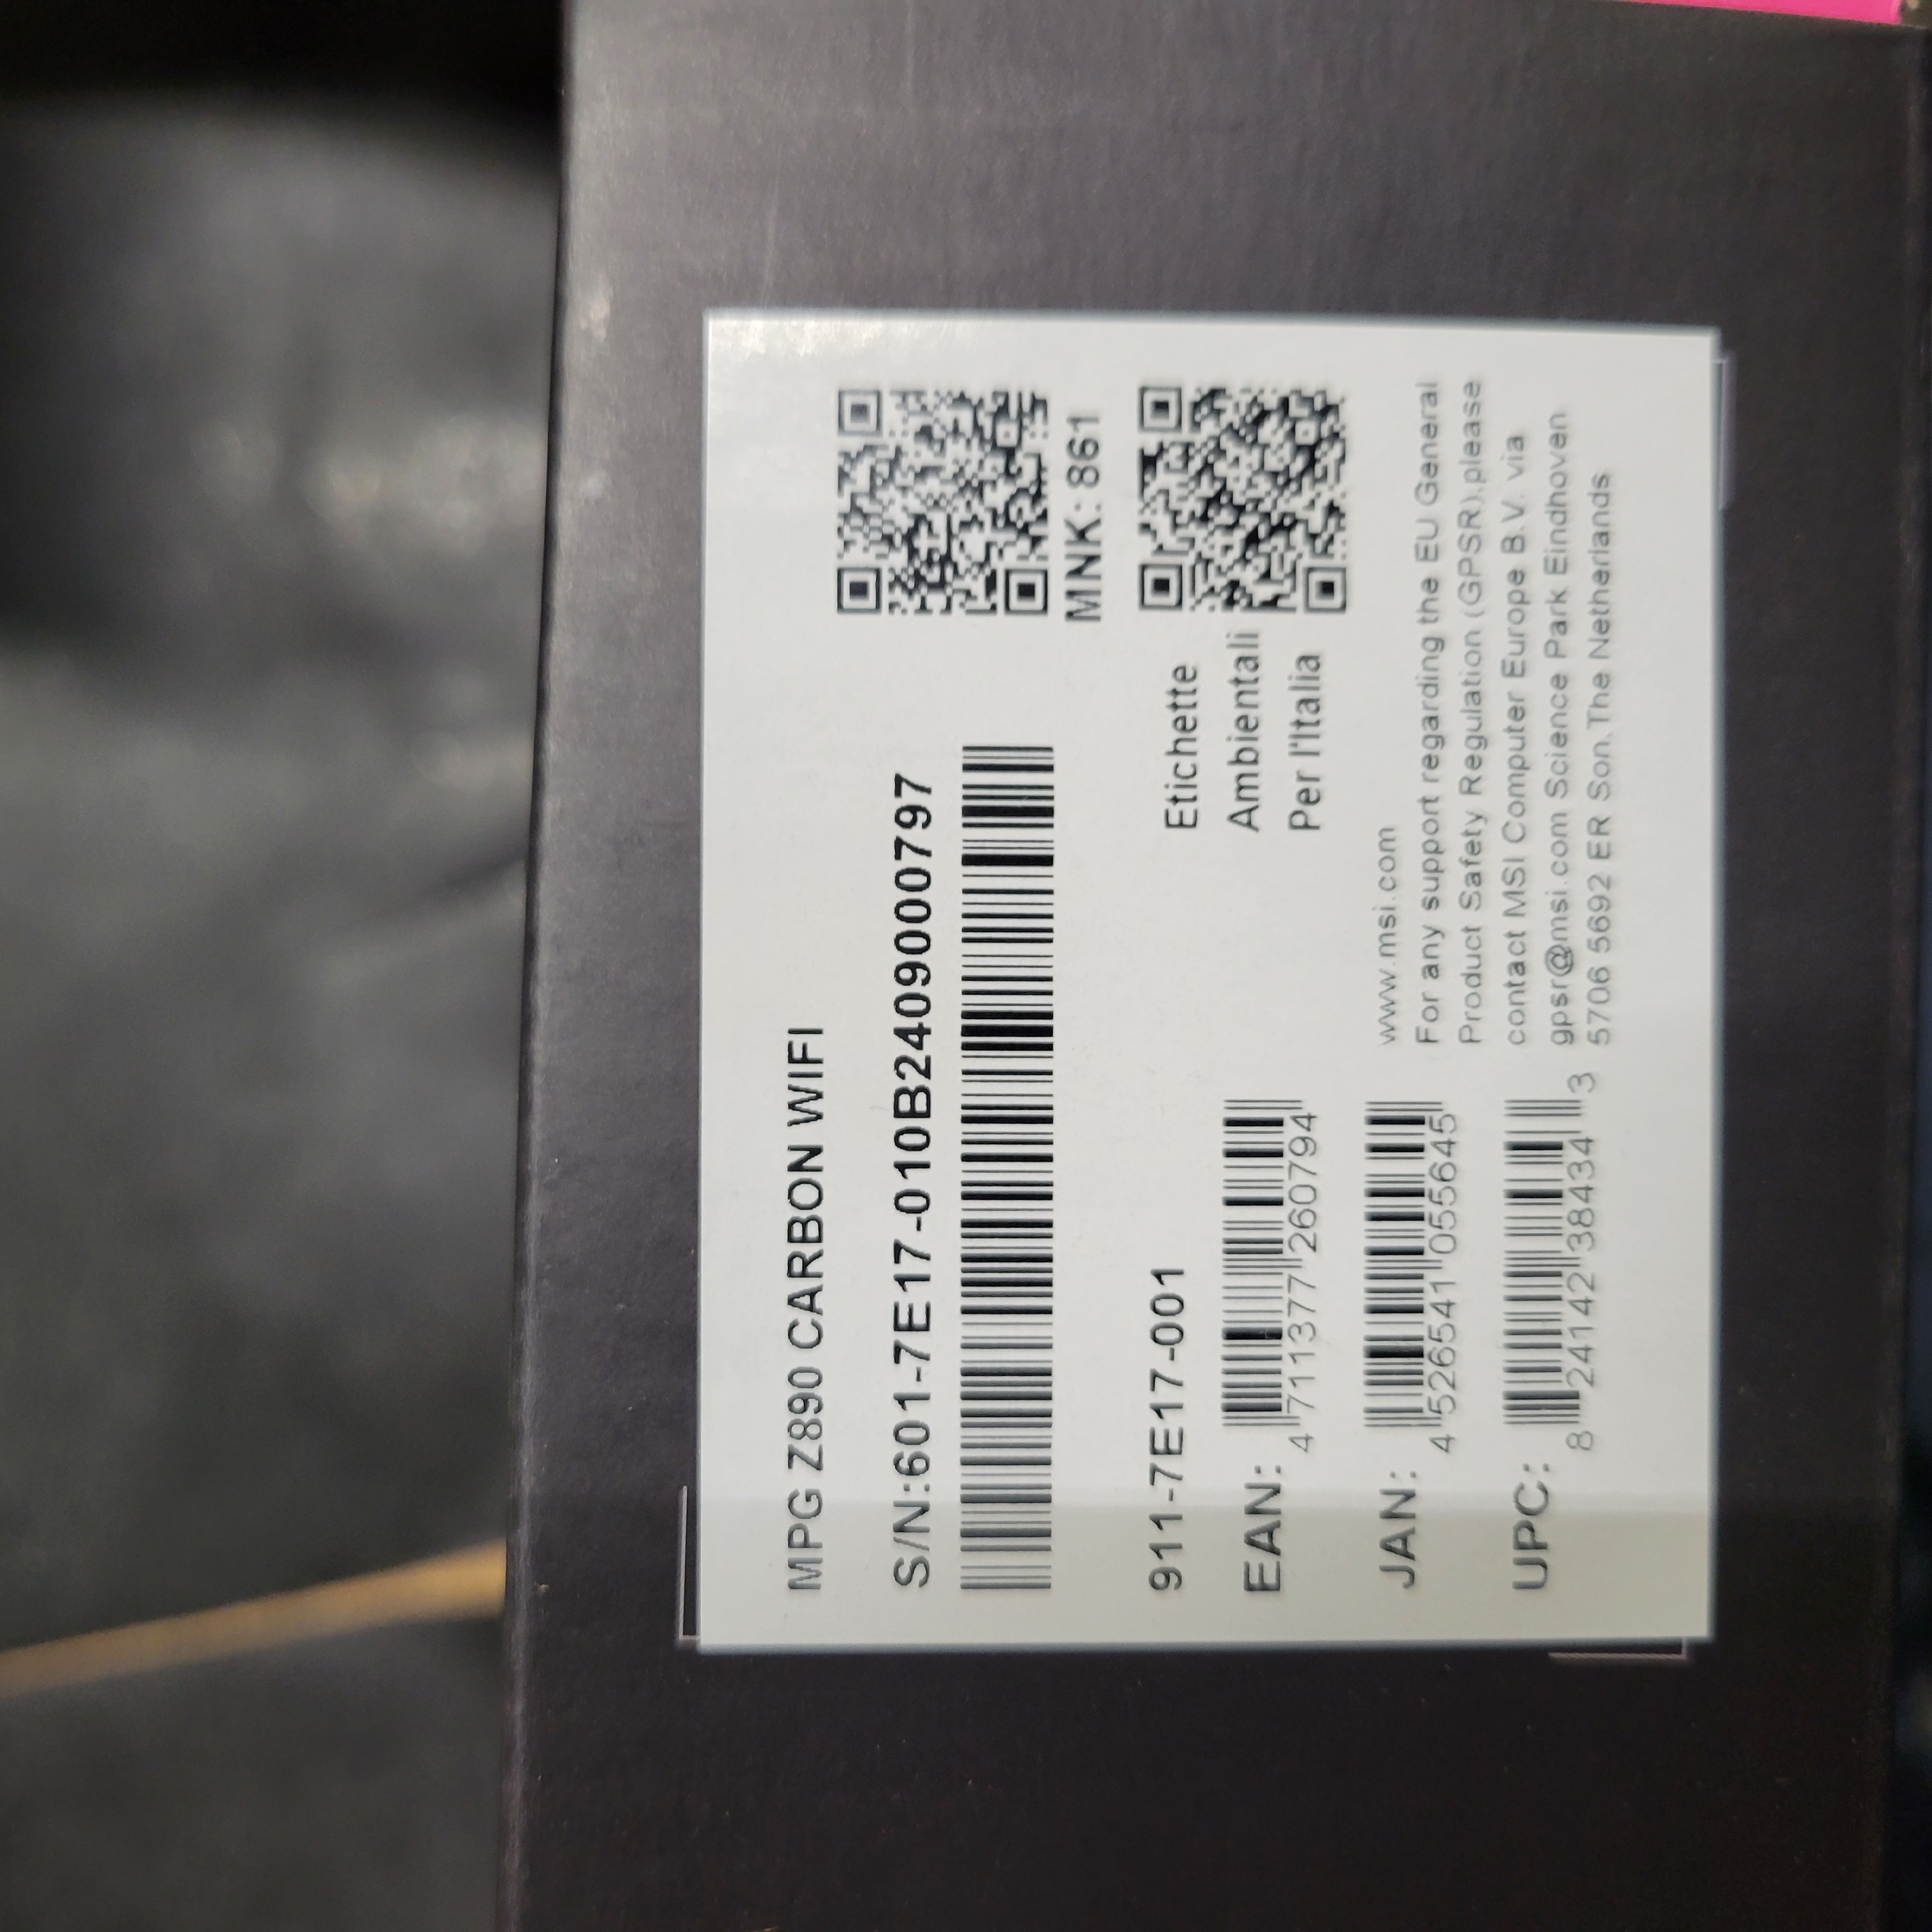 MPG Z890 CARBON WIFI
S/N:601-7E17-010B2409000797
MNK: 861
911-7E17-001
Etichette
Ambientali
Per l'Italia
EAN:
4 711377 260794
JAN:
4 526541 055645
UPC:
8 24142 38434 3
www.msi.com
For any support regarding the EU General
Product Safety Regulation (GPSR),please
contact MSI Computer Europe B.V. via
gpsr@msi.com Science Park Eindhoven
5706 5692 ER Son.The Netherlands